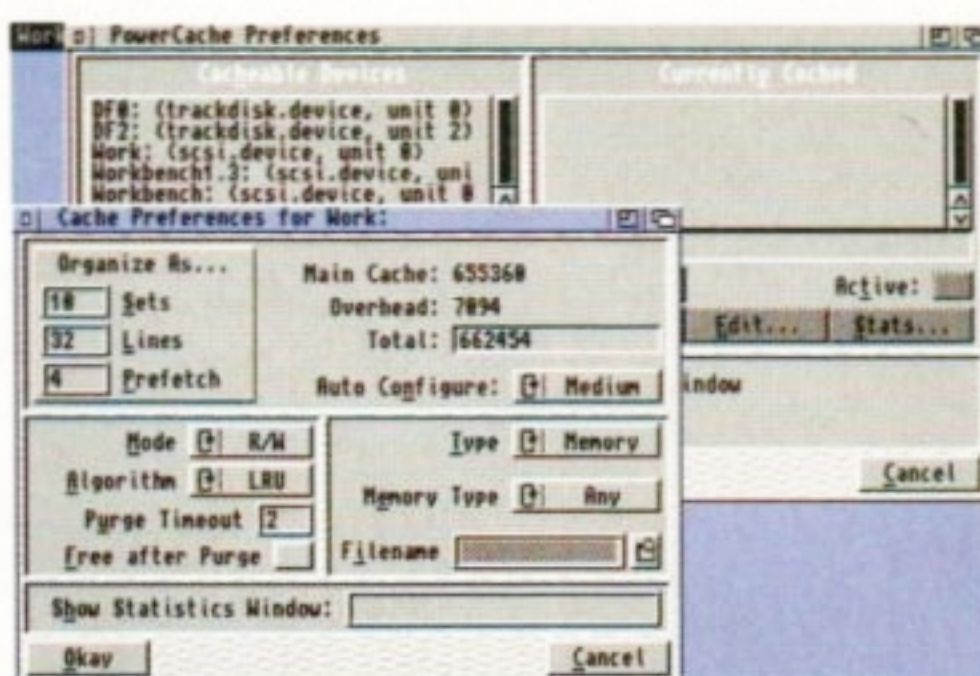 Work
PowerCache Preferences
Cacheable Devices
DF0: (trackdisk.device, unit 0)
DF2: (trackdisk.device, unit 2)
Work: (scsi.device, unit 0)
Workbench1.3: (scsi.device, uni
Workbench: (scsi.device, unit 0
Currently Cached
Active:
Edit...
Stats...
indow
Cancel
Cache Preferences for Work:
Organize As...
10 Sets
32 Lines
4 Prefetch
Main Cache: 655360
Overhead: 7094
Total: 662454
Auto Configure: Medium
Mode R/W
Algorithm LRU
Purge Timeout 2
Free after Purge
Type Memory
Memory Type Any
Filename
Show Statistics Window:
Okay
Cancel